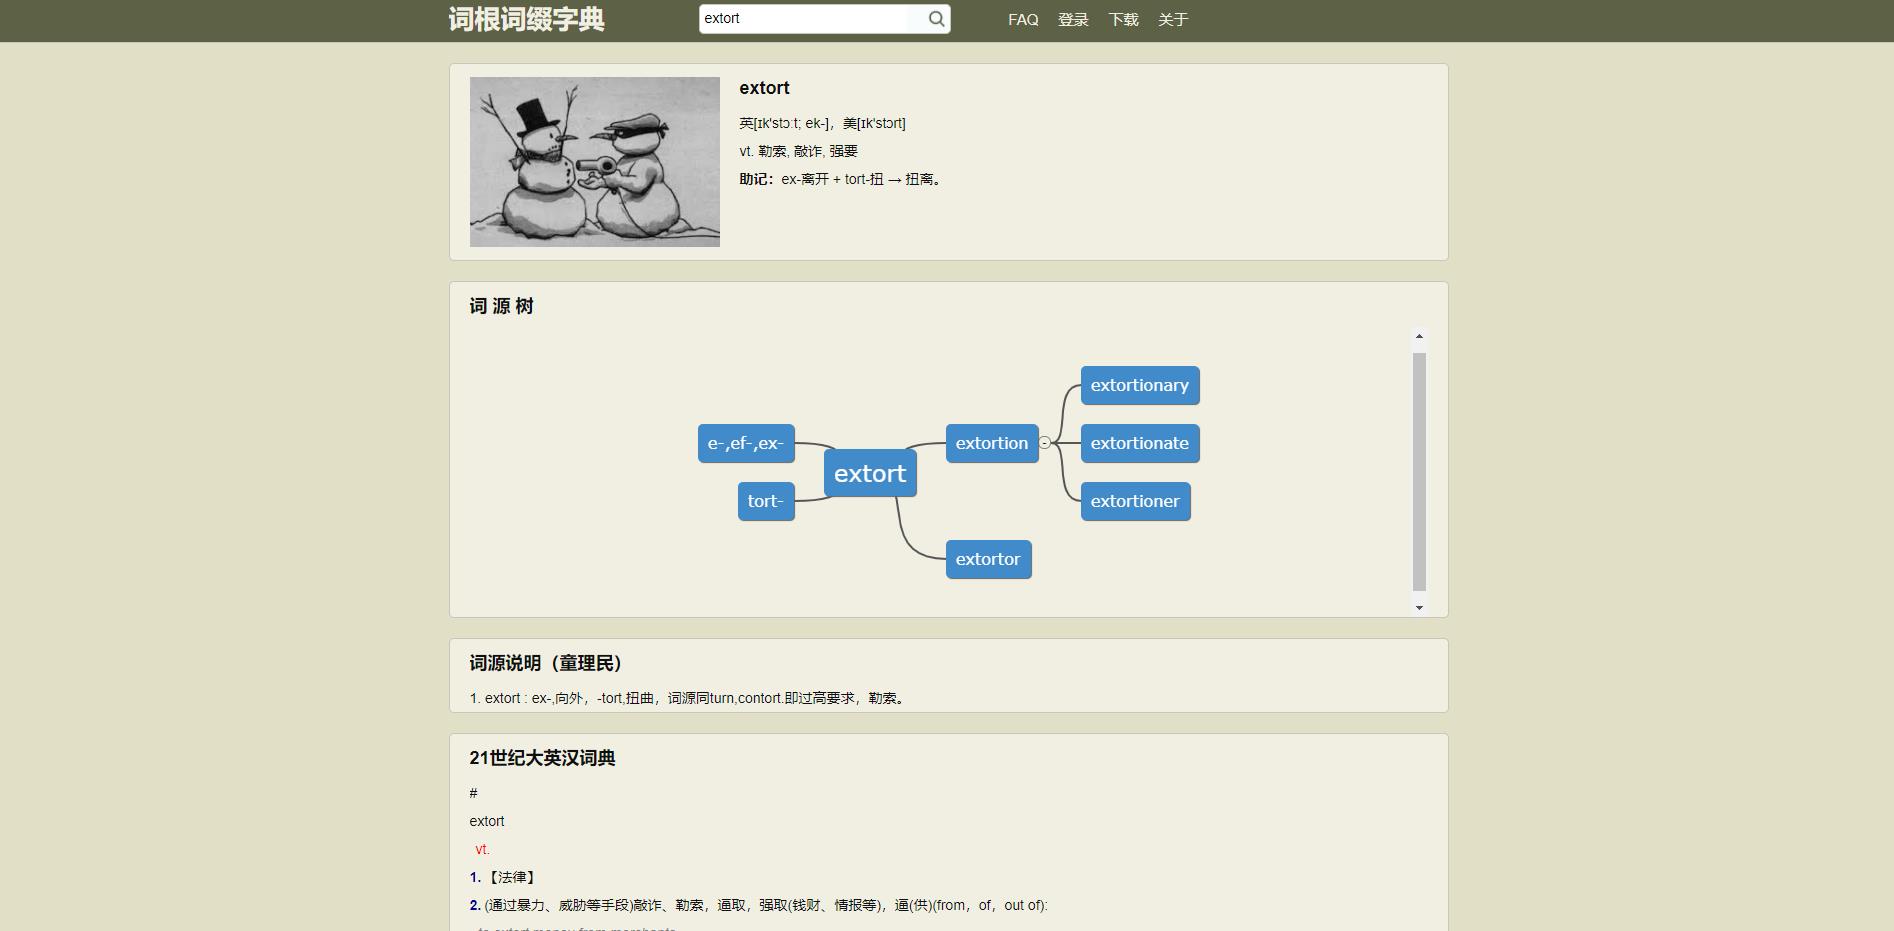 词根词缀字典
extort
FAQ 登录 下载 关于
extort
英[ɪk'stɔːt; ek-]，美[ɪk'stɔrt]
vt. 勒索, 敲诈, 强要
助记：ex-离开 + tort-扭 → 扭离。
词 源 树
extortionary
e-,ef-,ex-
extortion
-
extortionate
extort
tort-
extortioner
extortor
词源说明（童理民）
1. extort : ex-,向外，-tort,扭曲，词源同turn,contort.即过高要求，勒索。
21世纪大英汉词典
#
extort
vt.
1. 【法律】
2. (通过暴力、威胁等手段)敲诈、勒索，逼取，强取(钱财、情报等)，逼(供)(from，of，out of):
to extort money from merchants